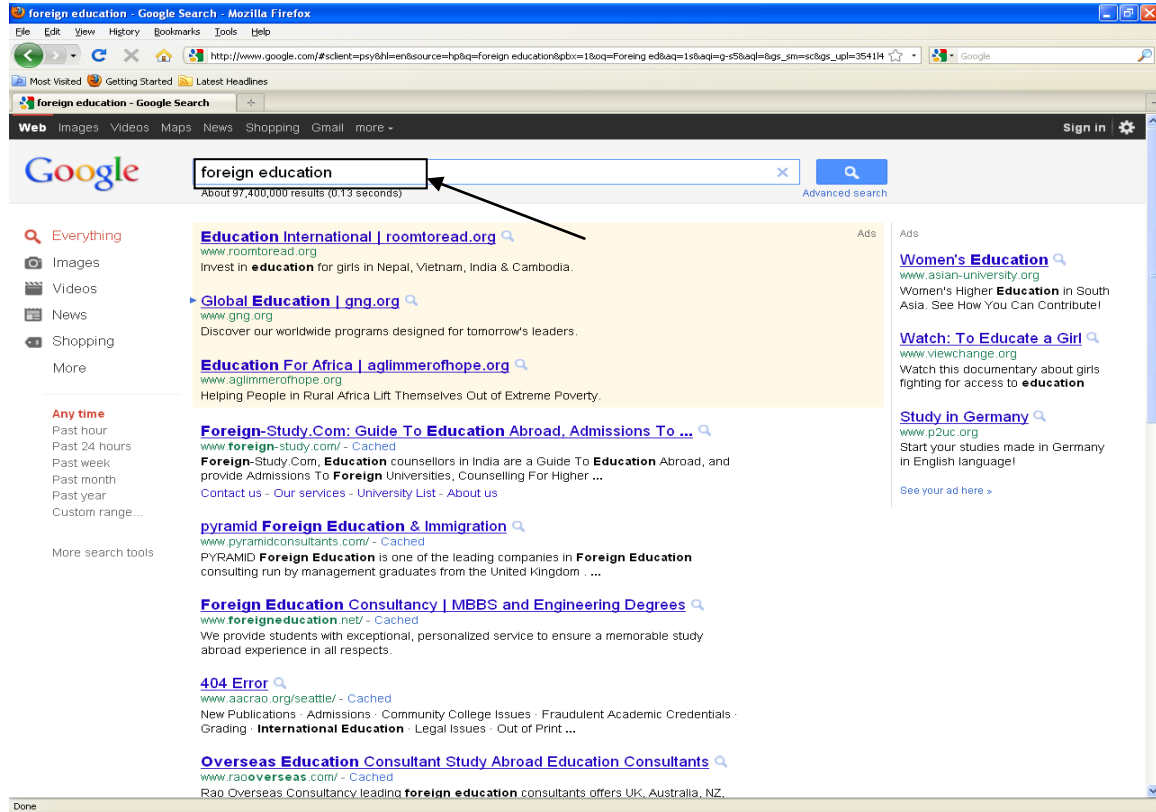 foreign education - Google Search - Mozilla Firefox
File Edit View History Bookmarks Tools Help
http://www.google.com/#sclient=psy&hl=en&source=hp&q=foreign education&pbx=1&oq=Foreing ed&aq=1s&aqi=g-s5&aql=&gs_sm=sc&gs_upl=3541l4
Google
Most Visited Getting Started Latest Headlines
foreign education - Google Search
Web Images Videos Maps News Shopping Gmail more
Sign in
Google
foreign education
About 97,400,000 results (0.13 seconds)
Advanced search
Everything
Images
Videos
News
Shopping
More
Any time
Past hour
Past 24 hours
Past week
Past month
Past year
Custom range...
More search tools
Ads
Education International | roomtoread.org
www.roomtoread.org
Invest in education for girls in Nepal, Vietnam, India & Cambodia.
Global Education | gng.org
www.gng.org
Discover our worldwide programs designed for tomorrow's leaders.
Education For Africa | aglimmerofhope.org
www.aglimmerofhope.org
Helping People in Rural Africa Lift Themselves Out of Extreme Poverty.
Foreign-Study.Com: Guide To Education Abroad, Admissions To ...
www.foreign-study.com/ - Cached
Foreign-Study.Com, Education counsellors in India are a Guide To Education Abroad, and
provide Admissions To Foreign Universities, Counselling For Higher ...
Contact us - Our services - University List - About us
pyramid Foreign Education & Immigration
www.pyramidconsultants.com/ - Cached
PYRAMID Foreign Education is one of the leading companies in Foreign Education
consulting run by management graduates from the United Kingdom . ...
Foreign Education Consultancy | MBBS and Engineering Degrees
www.foreigneducation.net/ - Cached
We provide students with exceptional, personalized service to ensure a memorable study
abroad experience in all respects.
404 Error
www.aacrao.org/seattle/ - Cached
New Publications · Admissions · Community College Issues · Fraudulent Academic Credentials ·
Grading · International Education · Legal Issues · Out of Print ...
Overseas Education Consultant Study Abroad Education Consultants
www.raooverseas.com/ - Cached
Rao Overseas Consultancy leading foreign education consultants offers UK, Australia, NZ,
Ads
Women's Education
www.asian-university.org
Women's Higher Education in South
Asia. See How You Can Contribute!
Watch: To Educate a Girl
www.viewchange.org
Watch this documentary about girls
fighting for access to education
Study in Germany
www.p2uc.org
Start your studies made in Germany
in English language!
See your ad here »
Done